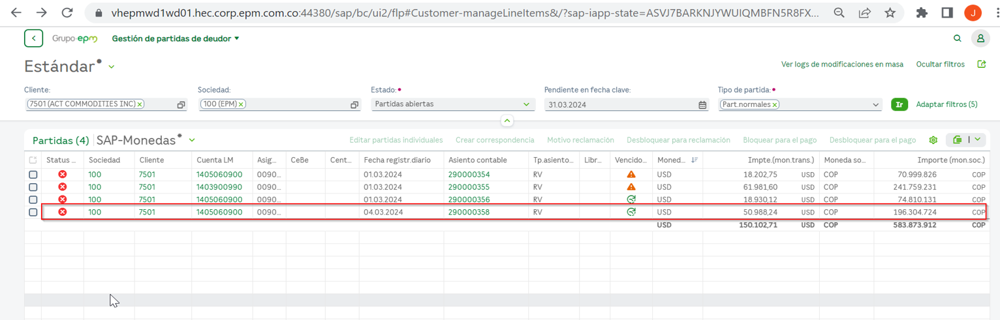 vhepmwd1wd01.hec.corp.epm.com.co:44380/sap/bc/ui2/flp#Customer-manageLineItems&/?sap-iapp-state=ASVJ7BARKNJYWUIQMBFN5R8FX... J
Grupo·epm Gestión de partidas de deudor
Estándar* Ver logs de modificaciones en masa Ocultar filtros
Cliente: Sociedad: Estado: Pendiente en fecha clave: Tipo de partida:
7501 (ACT COMMODITIES INC) 100 (EPM) Partidas abiertas 31.03.2024 Part.normales Ir Adaptar filtros (5)
Partidas (4) SAP-Monedas* Editar partidas individuales Crear correspondencia Motivo reclamación Desbloquear para reclamación Bloquear para el pago Desbloquear para el pago
Status ... Sociedad Cliente Cuenta LM Asig... CeBe Cent... Fecha registr.diario Asiento contable Tp.asiento... Libr... Vencido... Moned... Impte.(mon.trans.) Moneda so... Importe (mon.soc.)
100 7501 1405060900 0090... 01.03.2024 290000354 RV USD 18.202,75 USD COP 70.999.826 COP
100 7501 1403900990 0090... 01.03.2024 290000355 RV USD 61.981,60 USD COP 241.759.231 COP
100 7501 1405060900 0090... 01.03.2024 290000356 RV USD 18.930,12 USD COP 74.810.131 COP
100 7501 1405060900 0090... 04.03.2024 290000358 RV USD 50.988,24 USD COP 196.304.724 COP
USD 150.102,71 USD COP 583.873.912 COP